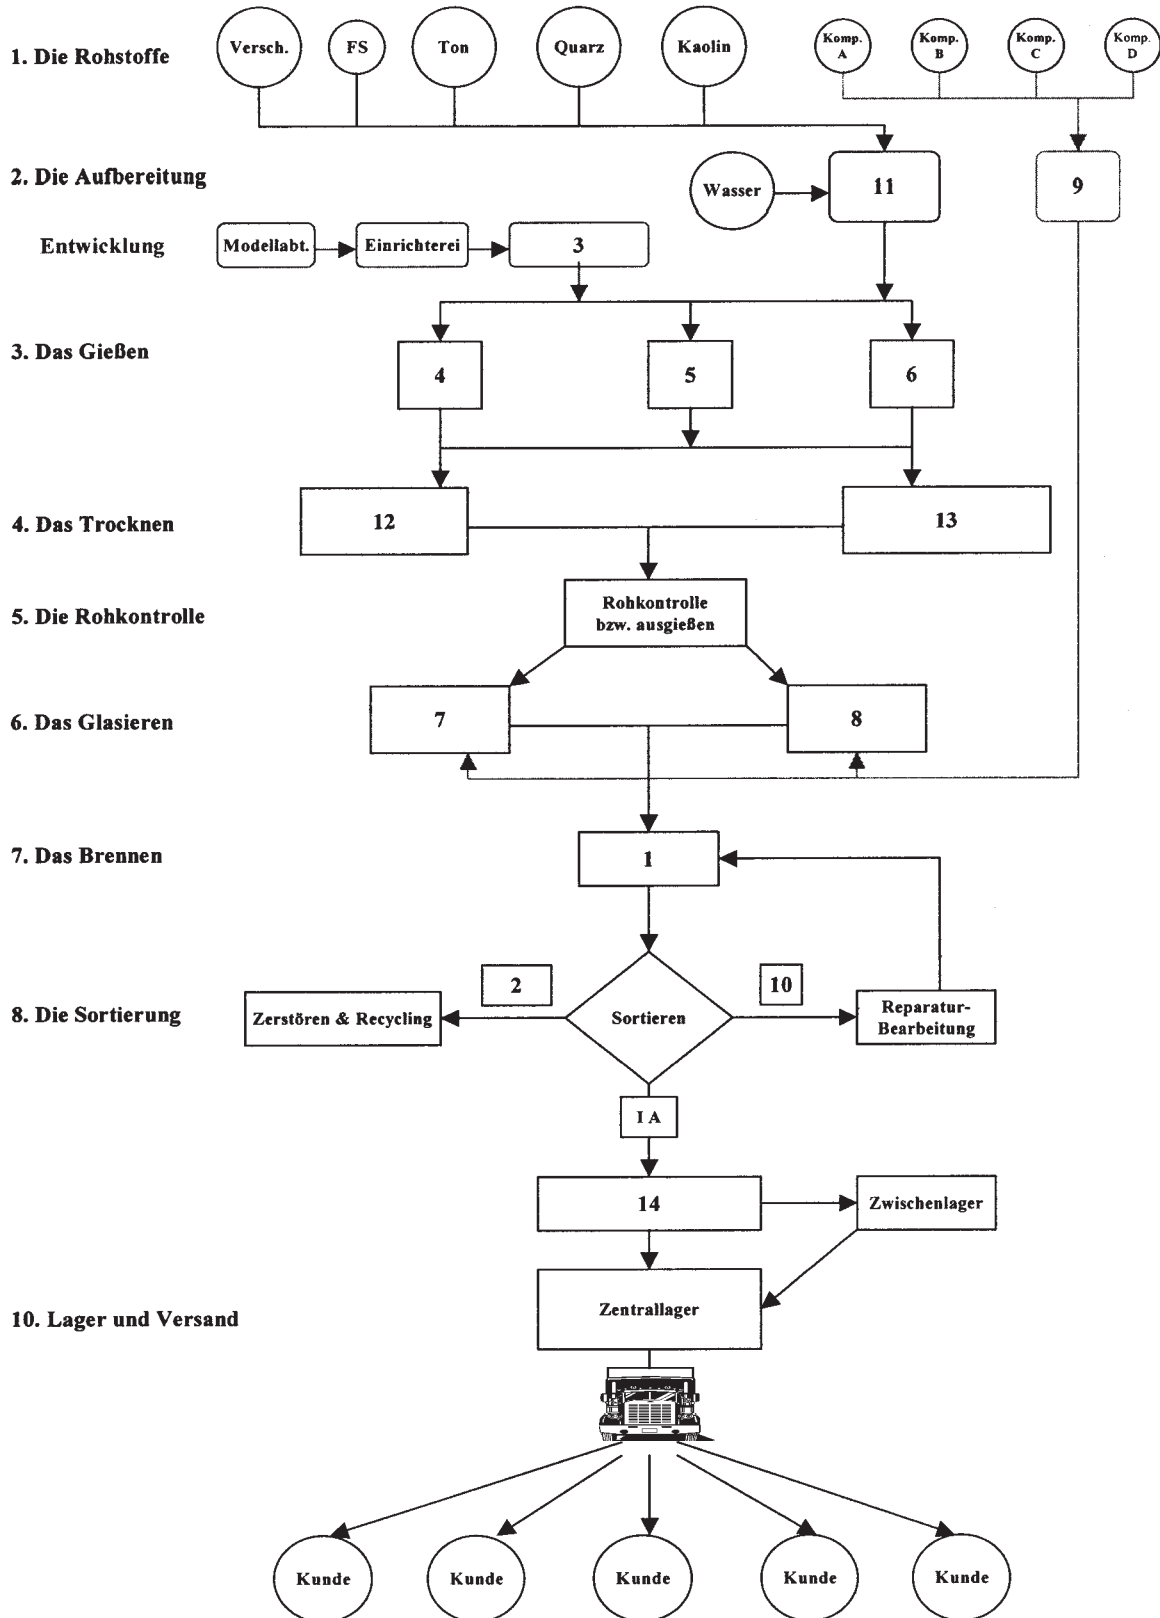 1. Die Rohstoffe
Versch.
FS
Ton
Quarz
Kaolin
Komp.
A
Komp.
B
Komp.
C
Komp.
D
2. Die Aufbereitung
Wasser
11
9
Entwicklung
Modellabt.
Einrichterei
3
3. Das Gießen
4
5
6
4. Das Trocknen
12
13
5. Die Rohkontrolle
Rohkontrolle
bzw. ausgießen
6. Das Glasieren
7
8
7. Das Brennen
1
8. Die Sortierung
2
Zerstören & Recycling
Sortieren
10
Reparatur-
Bearbeitung
I A
14
Zwischenlager
10. Lager und Versand
Zentrallager
Kunde
Kunde
Kunde
Kunde
Kunde